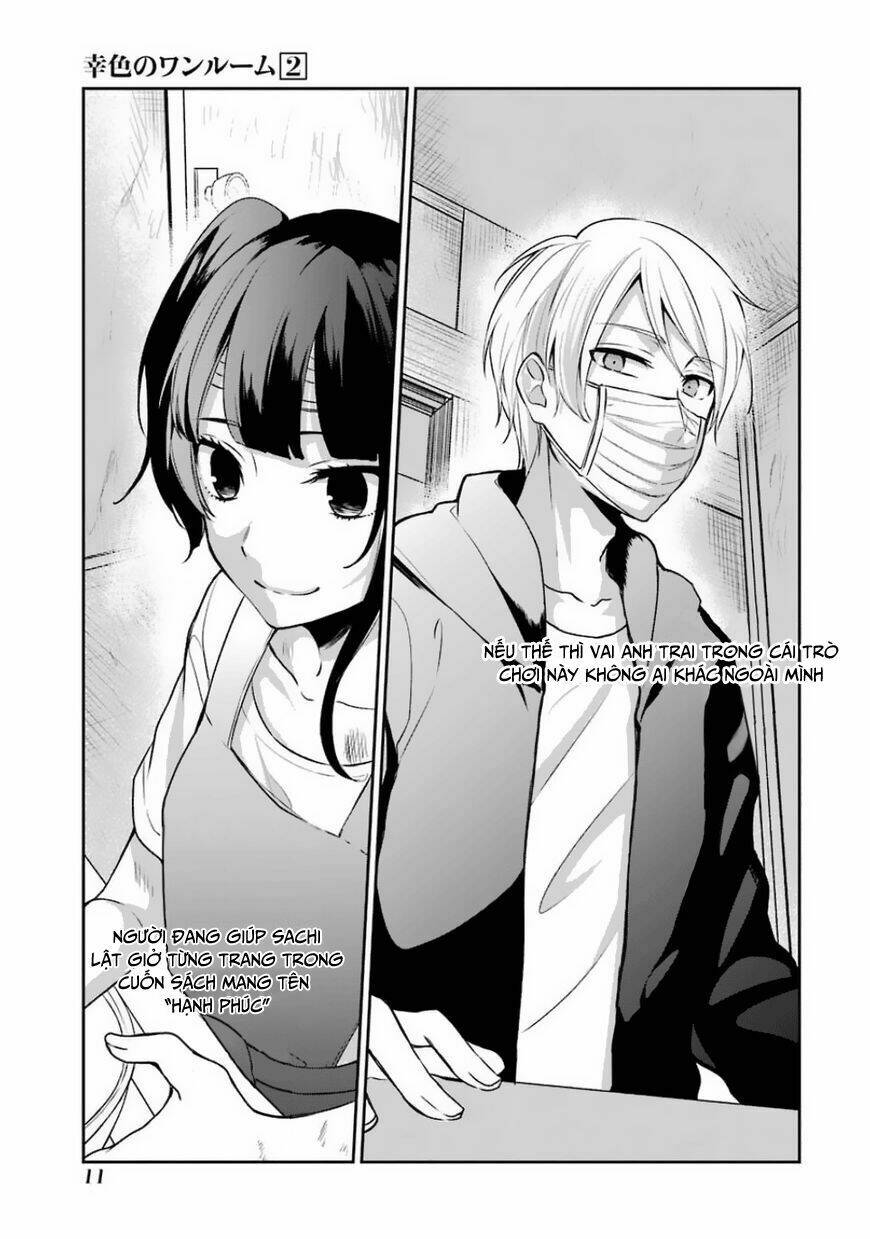 幸色のワンルーム2
NẾU THẾ THÌ VAI ANH TRAI TRONG CÁI TRÒ
CHƠI NÀY KHÔNG AI KHÁC NGOÀI MÌNH
NGƯỜI ĐANG GIÚP SACHI
LẬT GIỞ TỪNG TRANG TRONG
CUỐN SÁCH MANG TÊN
"HẠNH PHÚC"
11